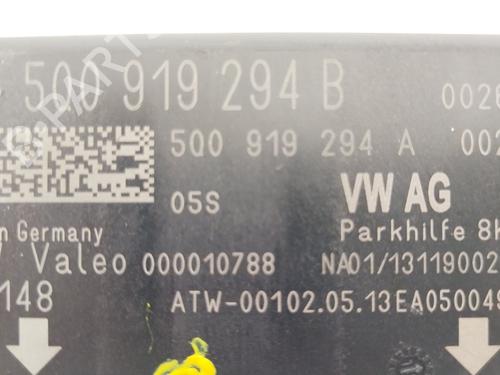 5Q0 919 294 B 002
5Q0 919 294 A 002
05S VW AG
n Germany Parkhilfe 8K
Valeo 000010788 NA01/13119002
148 ATW-00102.05.13EA050049